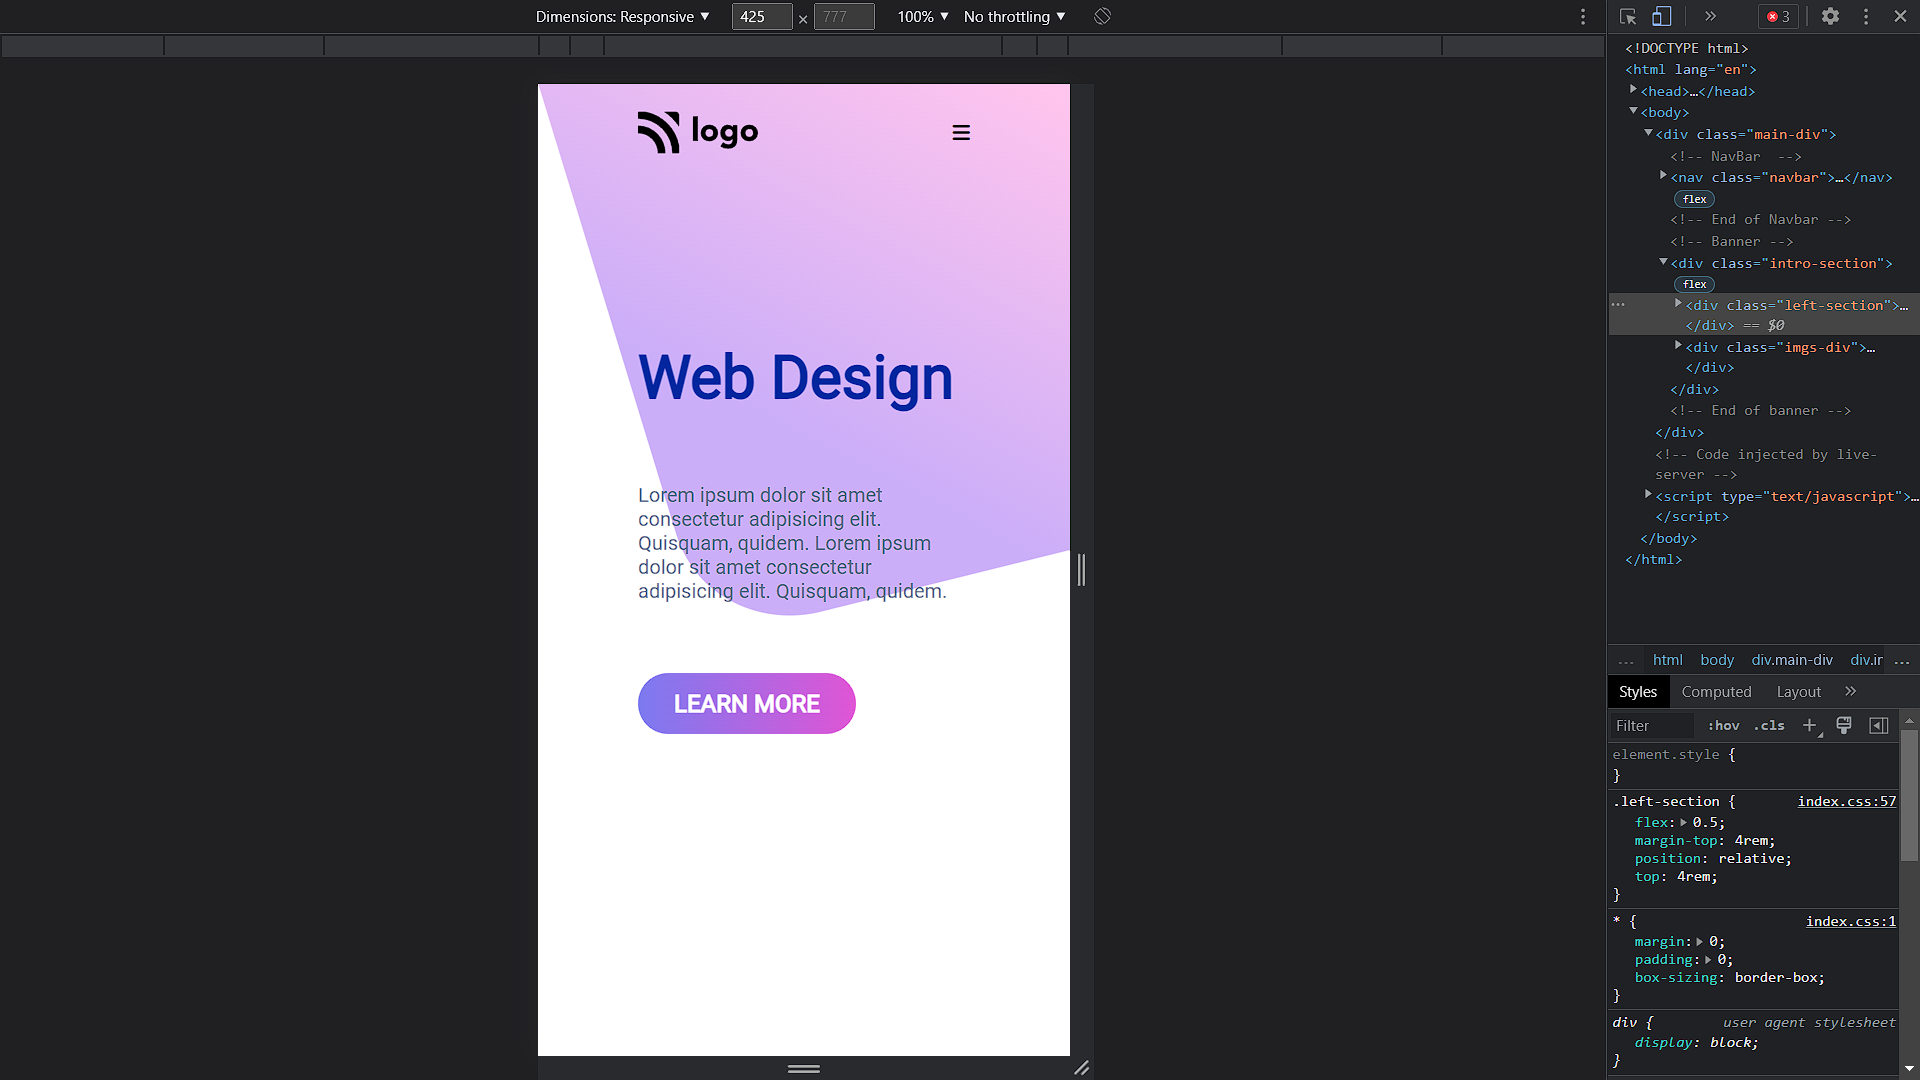 Dimensions: Responsive ▼ 425 × 777 100% ▼ No throttling ▼
logo
Web Design
Lorem ipsum dolor sit amet
consectetur adipisicing elit.
Quisquam, quidem. Lorem ipsum
dolor sit amet consectetur
adipisicing elit. Quisquam, quidem.
LEARN MORE
3
<!DOCTYPE html>
<html lang="en">
<head>…</head>
<body>
<div class="main-div">
<!-- NavBar  -->
<nav class="navbar">…</nav>
flex
<!-- End of Navbar -->
<!-- Banner -->
<div class="intro-section">
flex
<div class="left-section">…
</div> == $0
<div class="imgs-div">…
</div>
</div>
<!-- End of banner -->
</div>
<!-- Code injected by live-
server -->
<script type="text/javascript">…
</script>
</body>
</html>
… html body div.main-div div.ir …
Styles Computed Layout
Filter :hov .cls +
element.style {
}
.left-section { index.css:57
flex: 0.5;
margin-top: 4rem;
position: relative;
top: 4rem;
}
* { index.css:1
margin: 0;
padding: 0;
box-sizing: border-box;
}
div { user agent stylesheet
display: block;
}